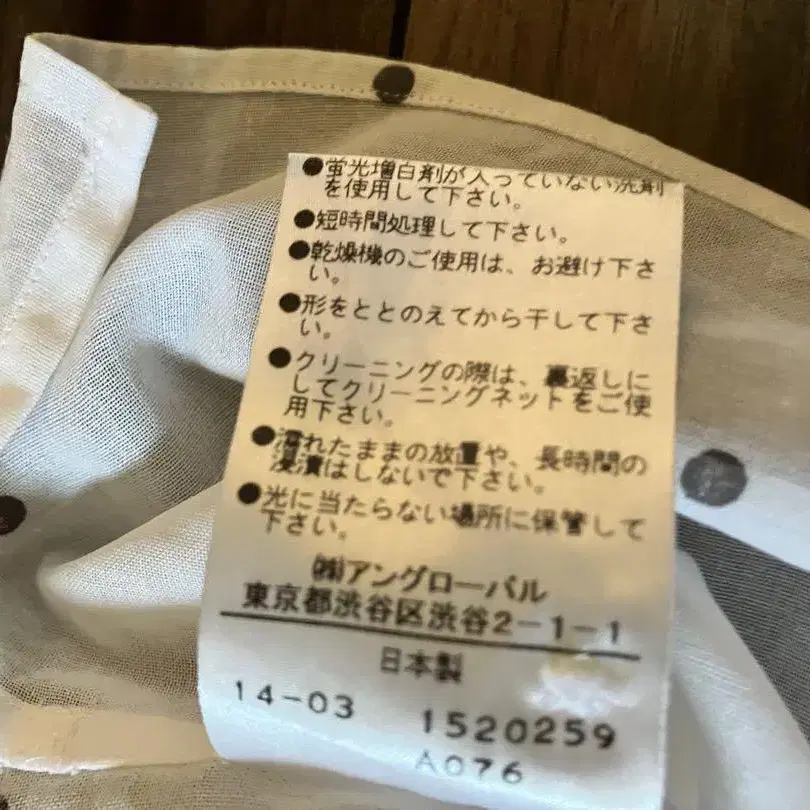 ●蛍光増白剤が入っていない洗剤
を使用して下さい。
●短時間処理して下さい。
●乾燥機のご使用は、お避け下さ
い。
●形をととのえてから干して下さ
い。
●クリーニングの際は、裏返しに
してクリーニングネットをご使
用下さい。
●濡れたままの放置や、長時間の
浸漬はしないで下さい。
●光に当たらない場所に保管して
下さい。
㈱アングローバル
東京都渋谷区渋谷2-1-1
日本製
14-03 1520259
A076